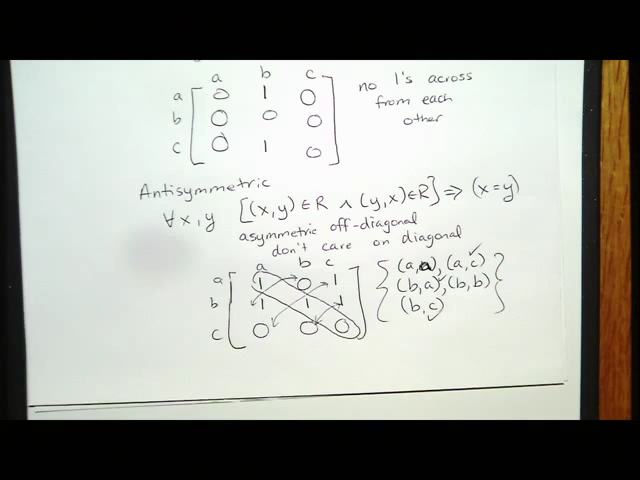 a b c
a 0 1 0
b 0 0 0
c 0 1 0
no 1's across
from each
other
Antisymmetric
∀x,y [(x,y)∈R ∧ (y,x)∈R] ⇒ (x=y)
asymmetric off-diagonal
don't care on diagonal
a b c
a 1 0 1
b 1 1 1
c 0 0 0
{(a,a),(a,c)
(b,a),(b,b)
(b,c)}